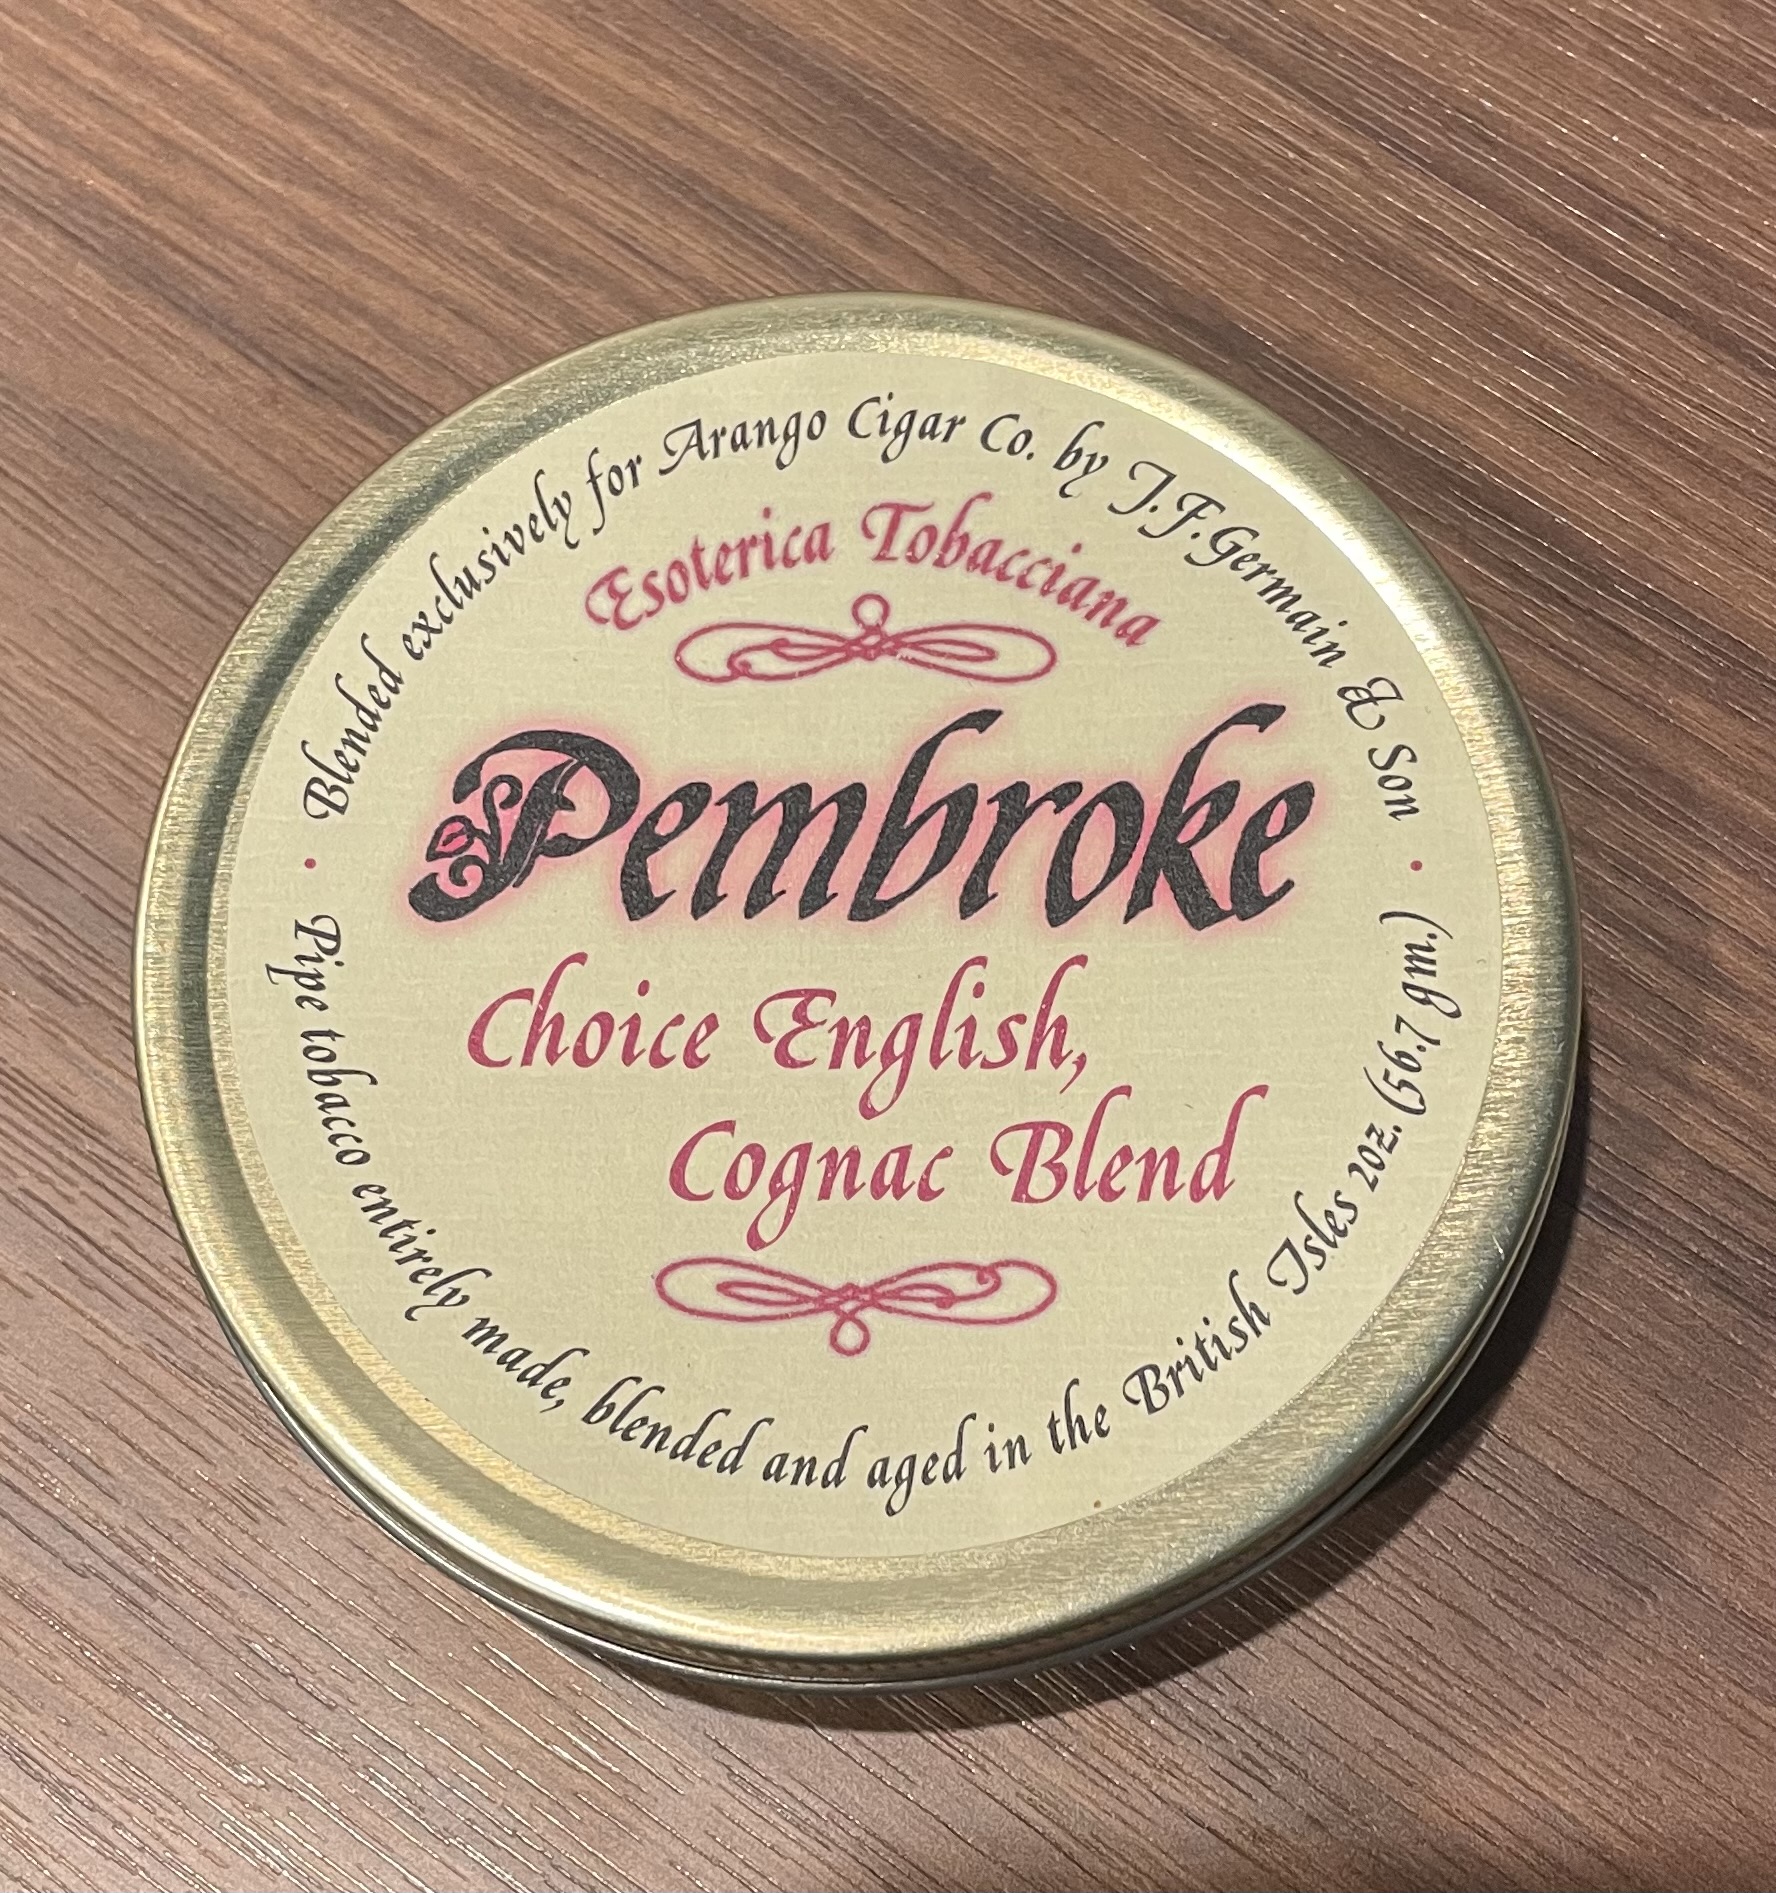 Blended exclusively for Arango Cigar Co. by J.F. Germain & Son
Esoterica Tobacciana
Pembroke
Choice English,
Cognac Blend
Pipe tobacco entirely made, blended and aged in the British Isles 2oz. (56.7 gm.)